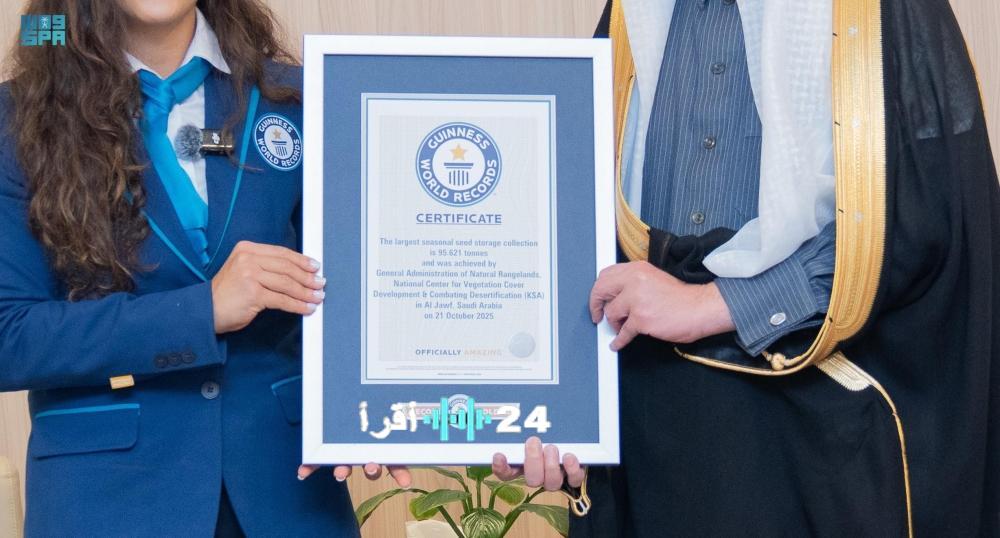 SPA
GUINNESS WORLD RECORDS
GUINNESS
WORLD RECORDS
CERTIFICATE
The largest seasonal seed storage collection
is 95.621 tonnes
and was achieved by
General Administration of Natural Rangelands,
National Center for Vegetation Cover
Development & Combating Desertification (KSA)
in Al Jawf, Saudi Arabia
on 21 October 2025
OFFICIALLY AMAZING
أقرأ 24